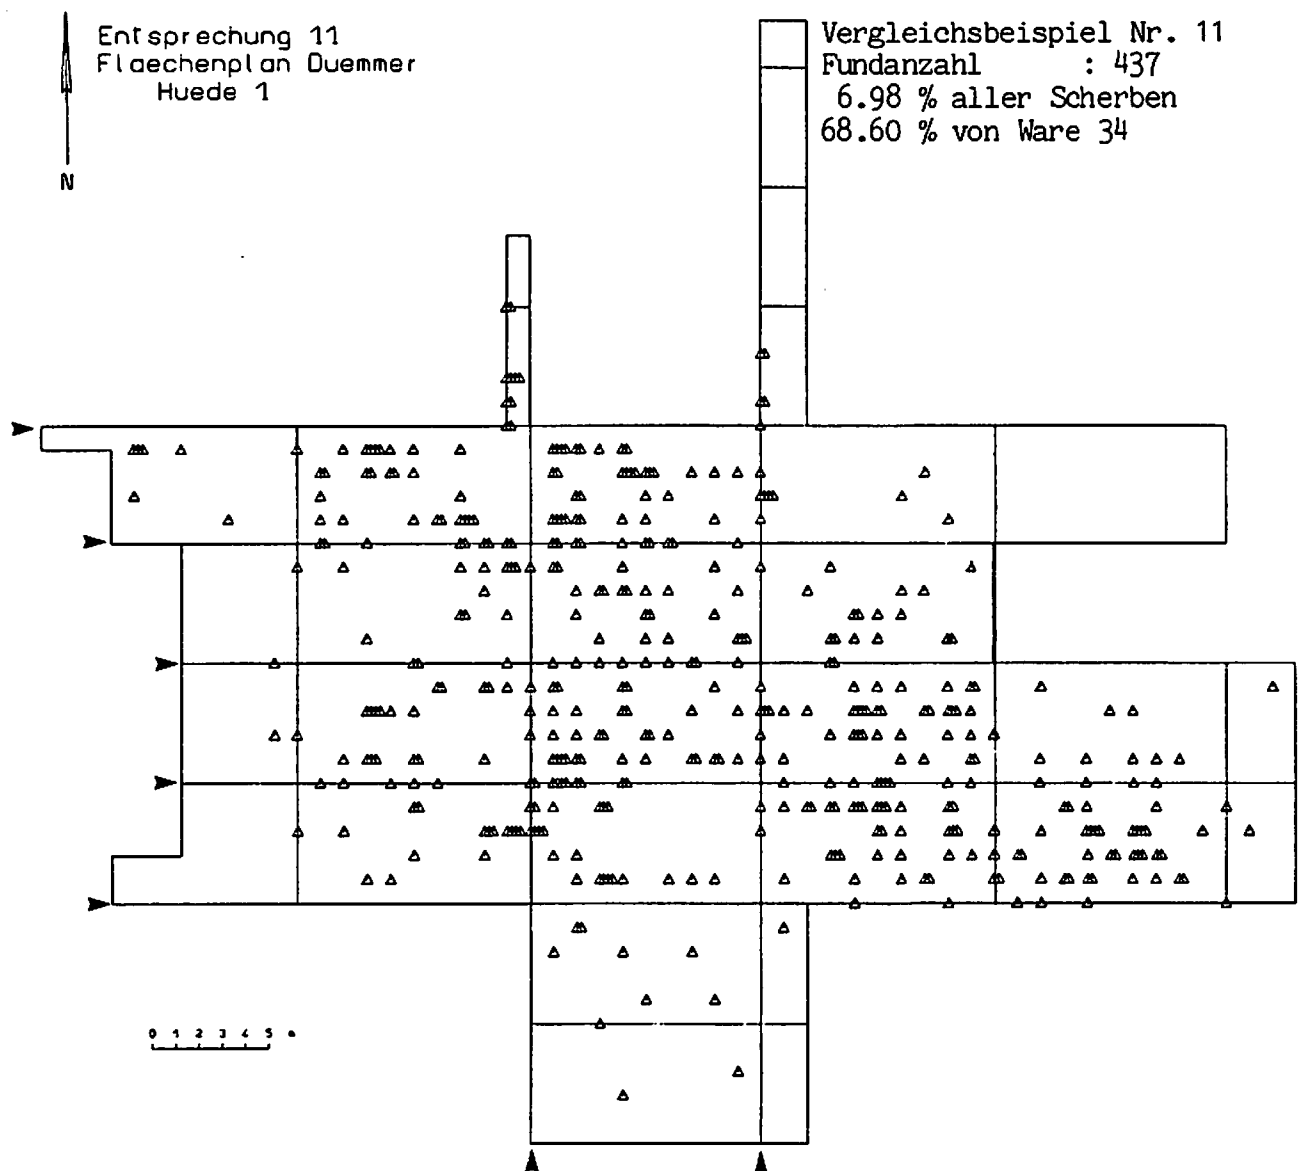 Entsprechung 11
Flaechenplan Duemmer
Huede 1
N
Vergleichsbeispiel Nr. 11
Fundanzahl : 437
6.98 % aller Scherben
68.60 % von Ware 34
0 1 2 3 4 5 m